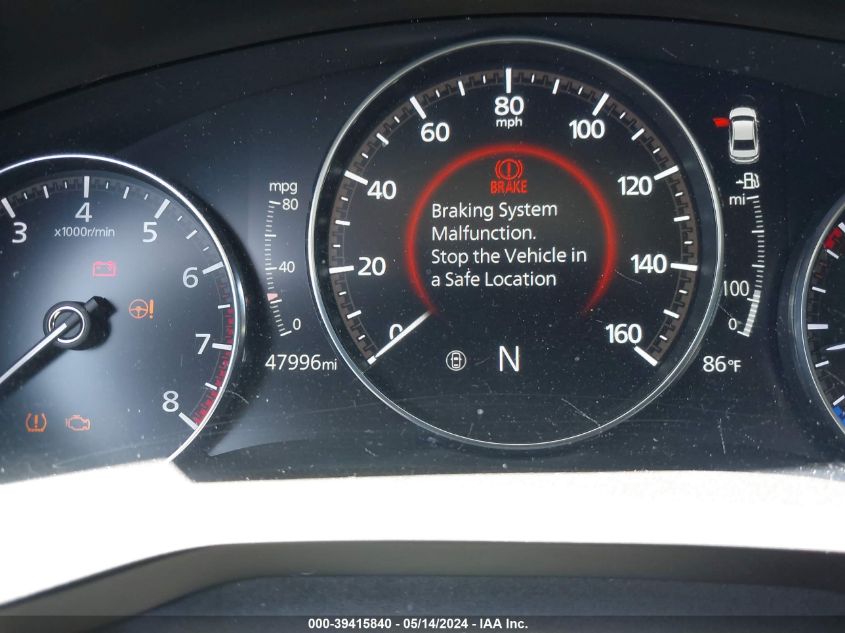 3
4
5
6
7
8
x1000r/min
mpg
80
40
0
47996mi
0
20
40
60
80
mph
100
120
140
160
BRAKE
Braking System
Malfunction.
Stop the Vehicle in
a Safe Location
N
mi
100
0
86°F
000-39415840 - 05/14/2024 - IAA Inc.